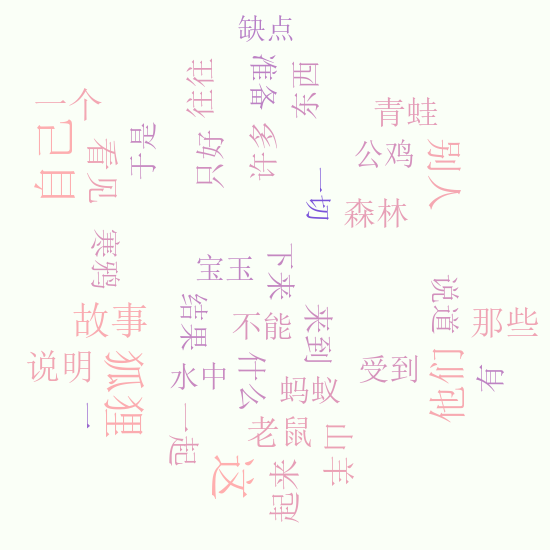 缺点
准备
往往
东西
一个
青蛙
自己
看见
于是
只好
许多
公鸡
别人
一切
森林
寒鸦
宝玉
下来
说道
故事
结果
不能
来到
那些
说明
狐狸
水中
什么
蚂蚁
受到
他们
有
一
一起
老鼠
山羊
这
起来